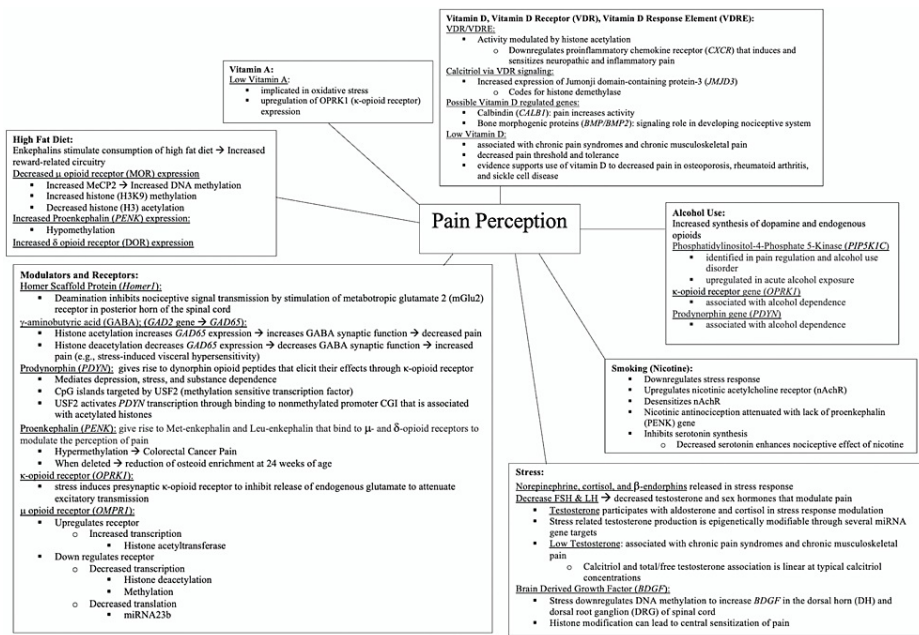 Vitamin D, Vitamin D Receptor (VDR), Vitamin D Response Element (VDRE):
VDR/VDRE:
▪ Activity modulated by histone acetylation
o Downregulates proinflammatory chemokine receptor (CXCR) that induces and
sensitizes neuropathic and inflammatory pain
Calcitriol via VDR signaling:
▪ Increased expression of Jumonji domain-containing protein-3 (JMJD3)
o Codes for histone demethylase
Possible Vitamin D regulated genes:
▪ Calbindin (CALB1): pain increases activity
▪ Bone morphogenic proteins (BMP/BMP2): signaling role in developing nociceptive system
Low Vitamin D:
▪ associated with chronic pain syndromes and chronic musculoskeletal pain
▪ decreased pain threshold and tolerance
▪ evidence supports use of vitamin D to decreased pain in osteoporosis, rheumatoid arthritis,
and sickle cell disease
Vitamin A:
Low Vitamin A:
▪ implicated in oxidative stress
▪ upregulation of OPRK1 (κ-opioid receptor)
expression
High Fat Diet:
Enkephlins stimulate consumption of high fat diet → Increased
reward-related circuitry
Decreased μ opioid receptor (MOR) expression
▪ Increased MeCP2 → Increased DNA methylation
▪ Increased histone (H3K9) methylation
▪ Decreased histone (H3) acetylation
Increased Proenkephalin (PENK) expression:
▪ Hypomethylation
Increased δ opioid receptor (DOR) expression
Pain Perception
Alcohol Use:
Increased synthesis of dopamine and endogenous
opioids
Phosphatidylinositol-4-Phosphate 5-Kinase (PIP5K1C)
▪ identified in pain regulation and alcohol use
disorder
▪ upregulated in acute alcohol exposure
κ-opioid receptor gene (OPRK1)
▪ associated with alcohol dependence
Prodynorphin gene (PDYN)
▪ associated with alcohol dependence
Modulators and Receptors:
Homer Scaffold Protein (Homer1):
▪ Deamination inhibits nociceptive signal transmission by stimulation of metabotropic glutamate 2 (mGlu2)
receptor in posterior horn of the spinal cord
γ-aminobutyric acid (GABA); (GAD2 gene → GAD65):
▪ Histone acetylation increases GAD65 expression → increases GABA synaptic function → decreased pain
▪ Histone deacetylation decreases GAD65 expression → decreases GABA synaptic function → increased
pain (e.g., stress-induced visceral hypersensitivity)
Prodynorphin (PDYN): gives rise to dynorphin opioid peptides that elicit their effects through κ-opioid receptor
▪ Mediates depression, stress, and substance dependence
▪ CpG islands targeted by USF2 (methylation sensitive transcription factor)
▪ USF2 activates PDYN transcription through binding to nonmethylated promoter CGI that is associated
with acetylated histones
Proenkephalin (PENK): give rise to Met-enkephalin and Leu-enkephalin that bind to μ- and δ-opioid receptors to
modulate the perception of pain
▪ Hypermethylation → Colorectal Cancer Pain
▪ When deleted → reduction of osteoid enrichment at 24 weeks of age
κ-opioid receptor (OPRK1):
▪ stress induces presynaptic κ-opioid receptor to inhibit release of endogenous glutamate to attenuate
excitatory transmission
μ opioid receptor (OMPR1):
▪ Upregulates receptor
o Increased transcription
▪ Histone acetyltransferase
▪ Down regulates receptor
o Decreased transcription
▪ Histone deacetylation
▪ Methylation
o Decreased translation
▪ miRNA23b
Smoking (Nicotine):
▪ Downregulates stress response
▪ Upregulates nicotinic acetylcholine receptor (nAchR)
▪ Desensitizes nAchR
▪ Nicotinic antinociception attenuated with lack of proenkephalin
(PENK) gene
▪ Inhibits serotonin synthesis
o Decreased serotonin enhances nociceptive effect of nicotine
Stress:
Norepinephrine, cortisol, and β-endorphins released in stress response
Decrease FSH & LH → decreased testosterone and sex hormones that modulate pain
▪ Testosterone participates with aldosterone and cortisol in stress response modulation
▪ Stress related testosterone production is epigenetically modifiable through several miRNA
gene targets
▪ Low Testosterone: associated with chronic pain syndromes and chronic musculoskeletal
pain
o Calcitriol and total/free testosterone association is linear at typical calcitriol
concentrations
Brain Derived Growth Factor (BDGF):
▪ Stress downregulates DNA methylation to increase BDGF in the dorsal horn (DH) and
dorsal root ganglion (DRG) of spinal cord
▪ Histone modification can lead to central sensitization of pain